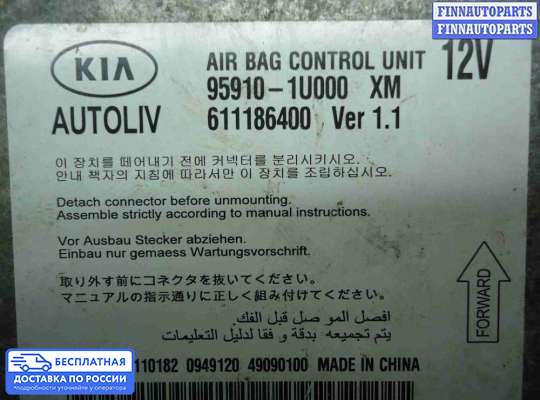 FINNAUTOPARTS
FINNAUTOPARTS
FINNAUTOPARTS
KIA
AIR BAG CONTROL UNIT
12V
95910-1U000 XM
AUTOLIV
611186400 Ver 1.1
이 장치를 떼어내기 전에 커넥터를 분리시키시오.
안내 책자의 지침에 따라서만 이 장치를 조립하십시오.
Detach connector before unmounting.
Assemble strictly according to manual instructions.
Vor Ausbau Stecker abziehen.
Einbau nur gemaess Wartungsvorschrift.
取り外す前にコネクタを抜いてください。
マニュアルの指示通りに正しく組み付けてください。
افصل الموصل قبل الفك.
يتم تجميعه بدقة و فقا لدليل التعليمات
FORWARD
110182 0949120 49090100 MADE IN CHINA
БЕСПЛАТНАЯ
ДОСТАВКА ПО РОССИИ
Подробности уточняйте у оператора